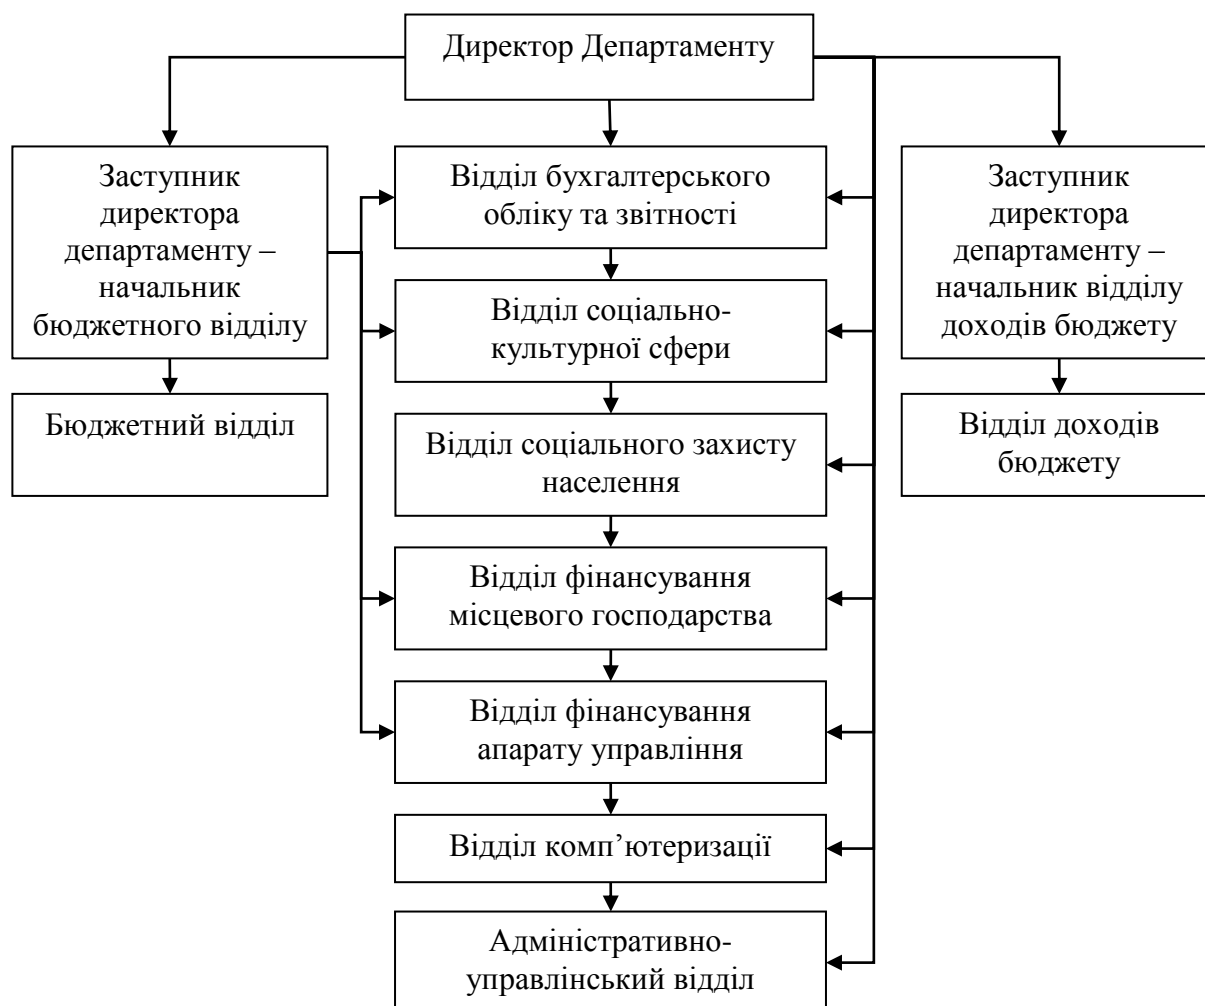 Директор Департаменту
Заступник
директора
департаменту –
начальник
бюджетного відділу
Відділ бухгалтерського
обліку та звітності
Заступник
директора
департаменту –
начальник відділу
доходів бюджету
Відділ соціально-
культурної сфери
Бюджетний відділ
Відділ соціального захисту
населення
Відділ доходів
бюджету
Відділ фінансування
місцевого господарства
Відділ фінансування
апарату управління
Відділ комп’ютеризації
Адміністративно-
управлінський відділ